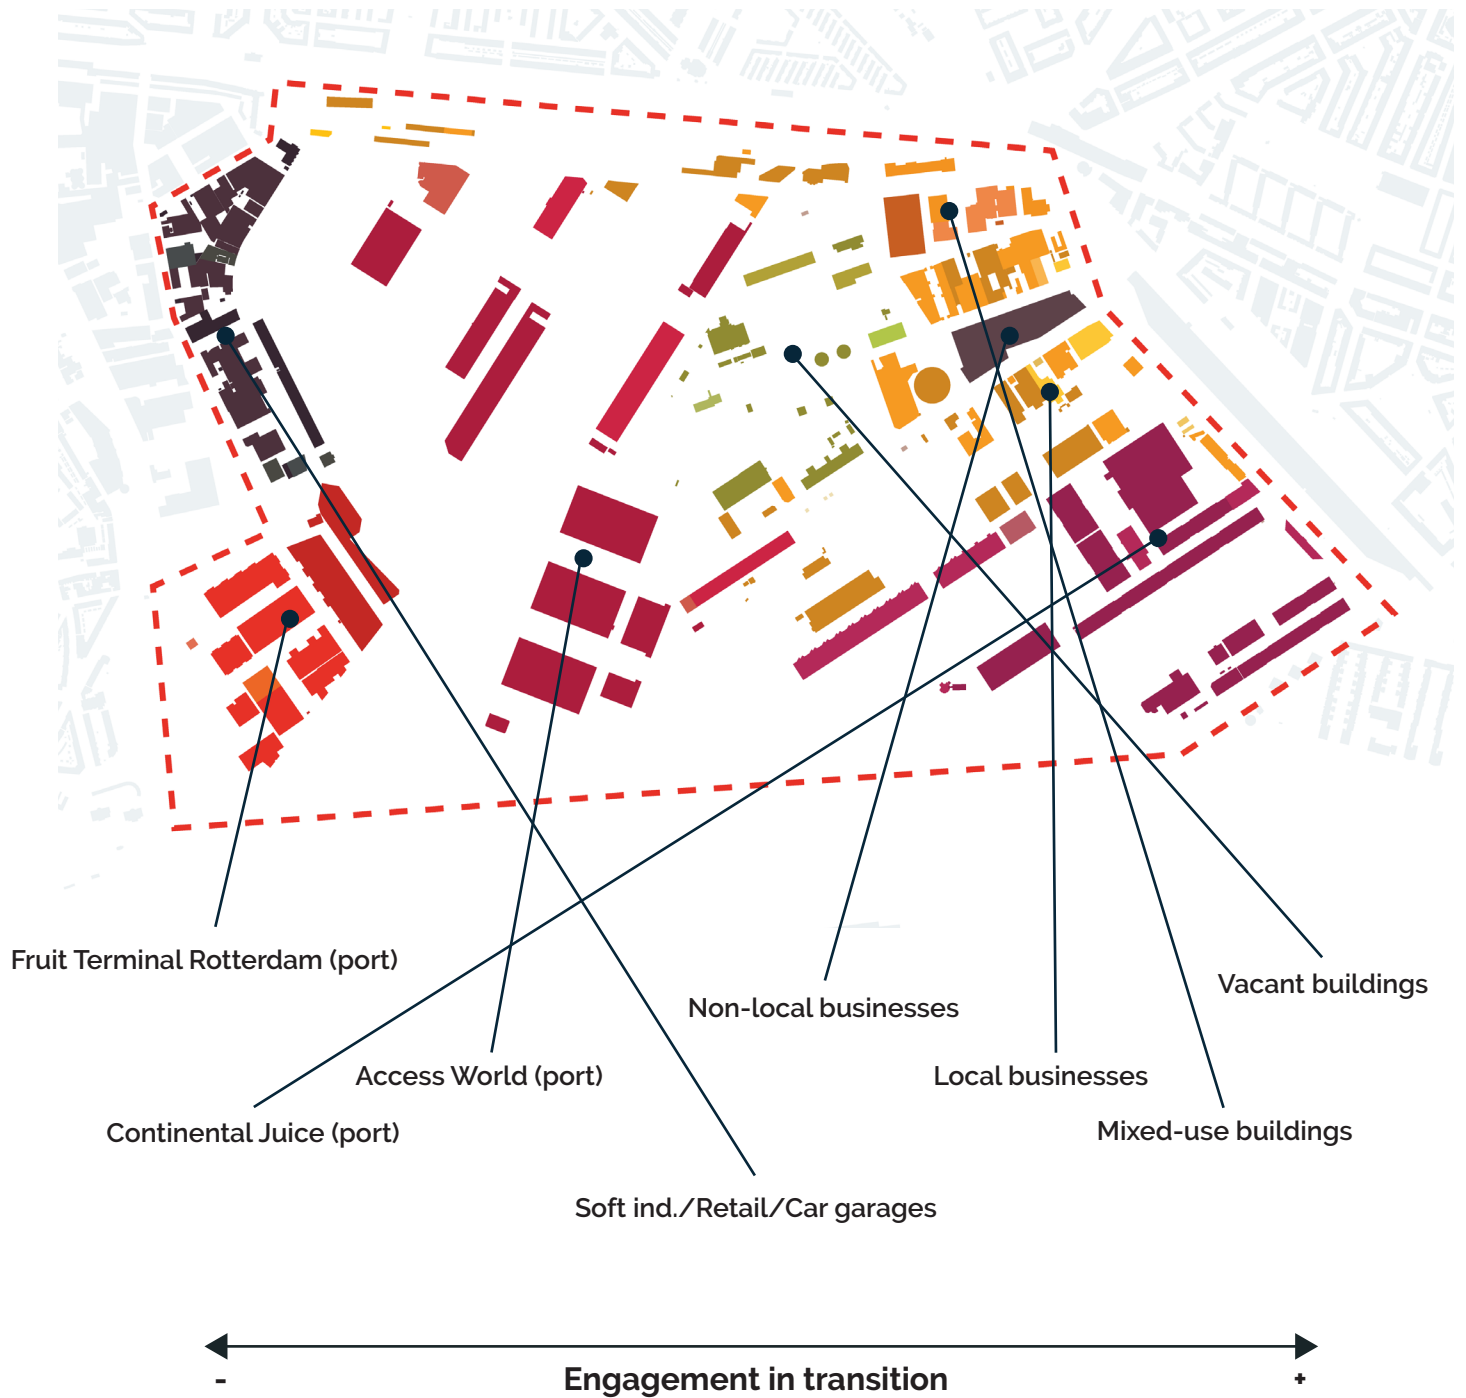 Fruit Terminal Rotterdam (port)
Vacant buildings
Non-local businesses
Access World (port)
Local businesses
Continental Juice (port)
Mixed-use buildings
Soft ind./Retail/Car garages
- Engagement in transition +